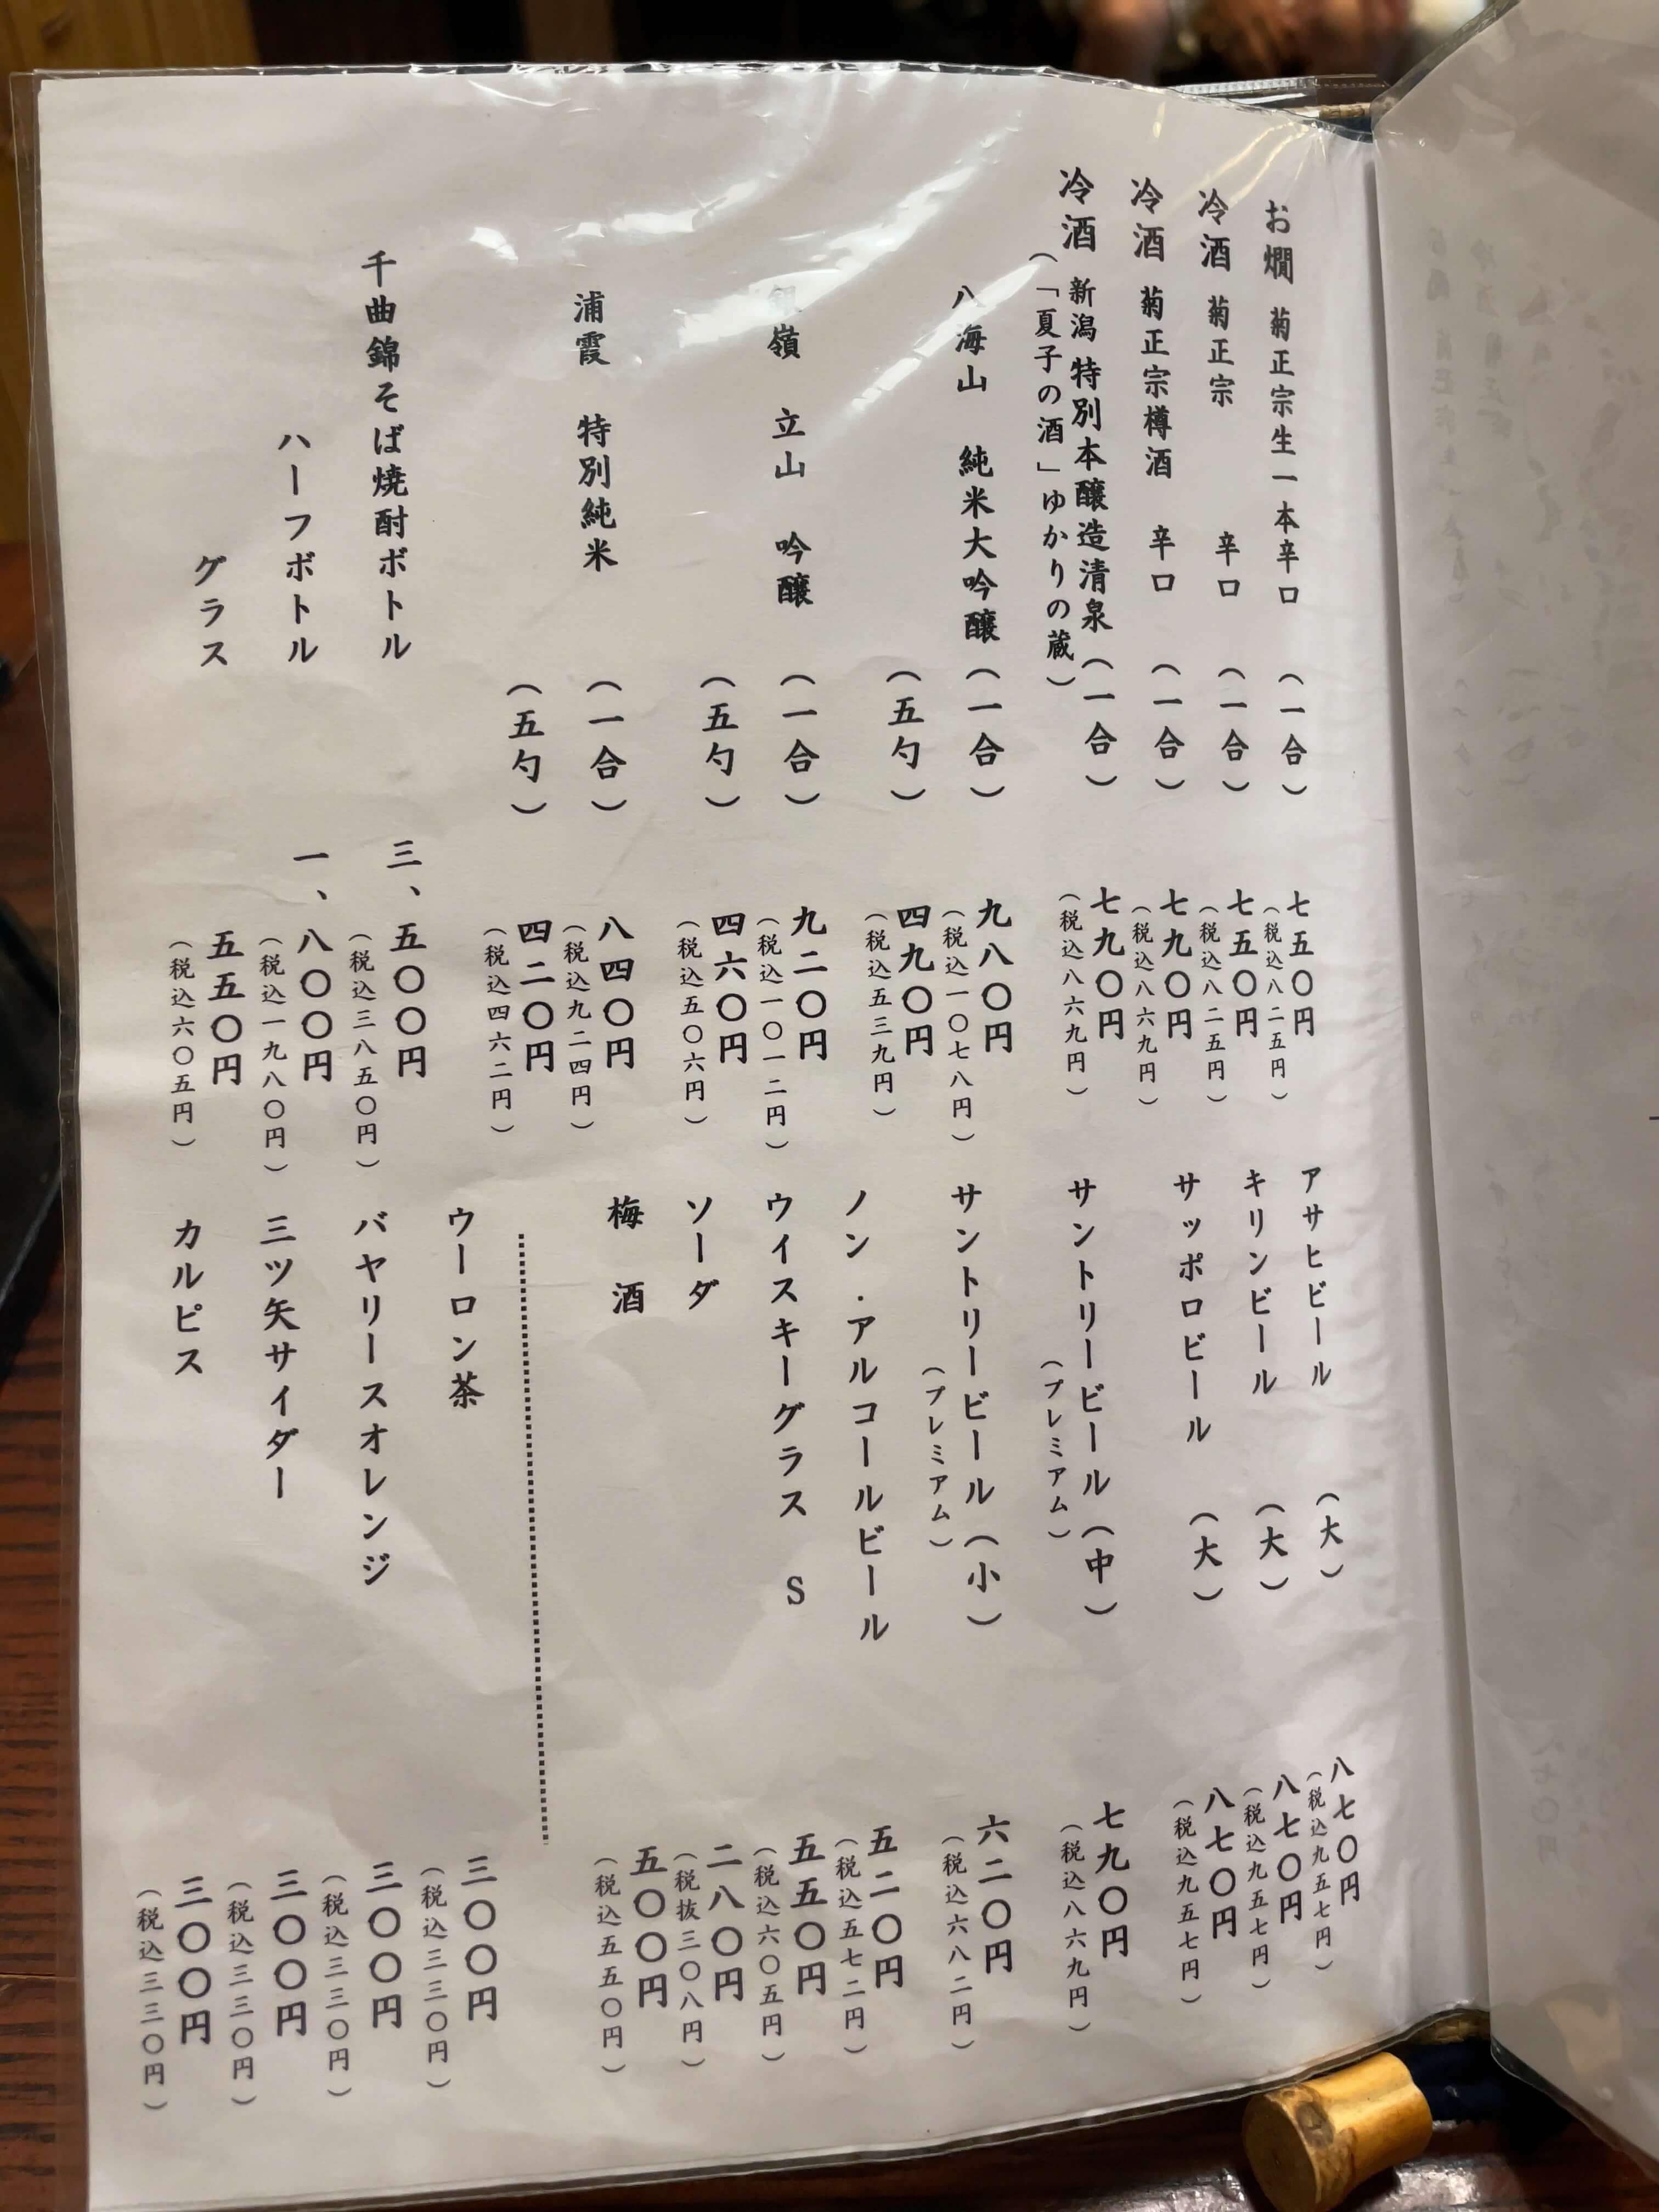 お燗 菊正宗生一本辛口 (一合) 七五〇円
(税込八二五円)
冷酒 菊正宗 辛口 (一合) 七五〇円
(税込八二五円)
冷酒 菊正宗樽酒 辛口 (一合) 七九〇円
(税込八六九円)
冷酒 新潟 特別本醸造清泉 (一合) 七九〇円
(「夏子の酒」ゆかりの蔵)
(税込八六九円)
八海山 純米大吟醸 (一合) 九八〇円
(税込一〇七八円)
(五勺) 四九〇円
(税込五三九円)
銀嶺 立山 吟醸 (一合) 九二〇円
(税込一〇一二円)
(五勺) 四六〇円
(税込五〇六円)
浦霞 特別純米 (一合) 八四〇円
(税込九二四円)
(五勺) 四二〇円
(税込四六二円)
千曲錦そば焼酎ボトル 三、五〇〇円
(税込三八五〇円)
ハーフボトル 一、八〇〇円
(税込一九八〇円)
グラス 五五〇円
(税込六〇五円)
アサヒビール (大) 八七〇円
(税込九五七円)
キリンビール (大) 八七〇円
(税込九五七円)
サッポロビール (大) 八七〇円
(税込九五七円)
サントリービール (中) 七九〇円
(プレミアム)
(税込八六九円)
サントリービール (小) 六二〇円
(プレミアム)
(税込六八二円)
ノン.アルコールビール 五二〇円
(税込五七二円)
ウイスキーグラス S 五五〇円
(税込六〇五円)
ソーダ 二八〇円
(税抜三〇八円)
梅酒 五〇〇円
(税込五五〇円)
ウーロン茶 三〇〇円
(税込三三〇円)
バヤリースオレンジ 三〇〇円
(税込三三〇円)
三ツ矢サイダー 三〇〇円
(税込三三〇円)
カルピス 三〇〇円
(税込三三〇円)